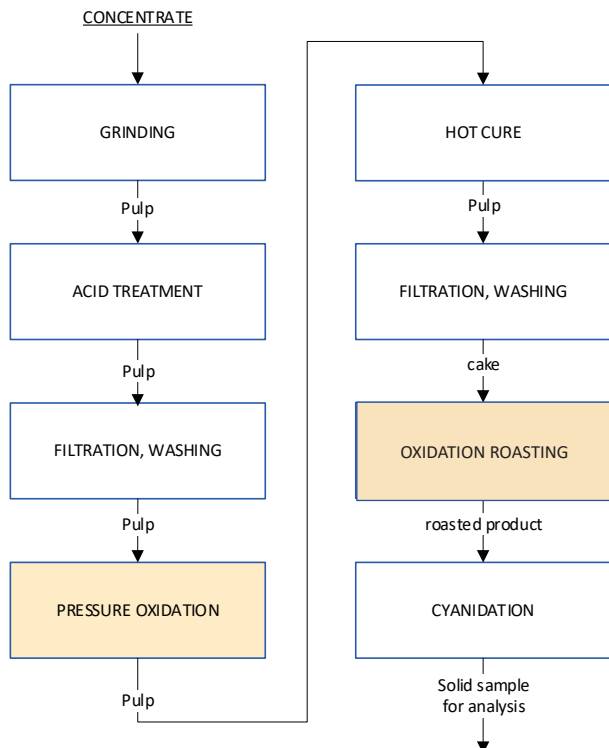 CONCENTRATE
GRINDING
Pulp
ACID TREATMENT
Pulp
FILTRATION, WASHING
Pulp
PRESSURE OXIDATION
Pulp
HOT CURE
Pulp
FILTRATION, WASHING
cake
OXIDATION ROASTING
roasted product
CYANIDATION
Solid sample
for analysis